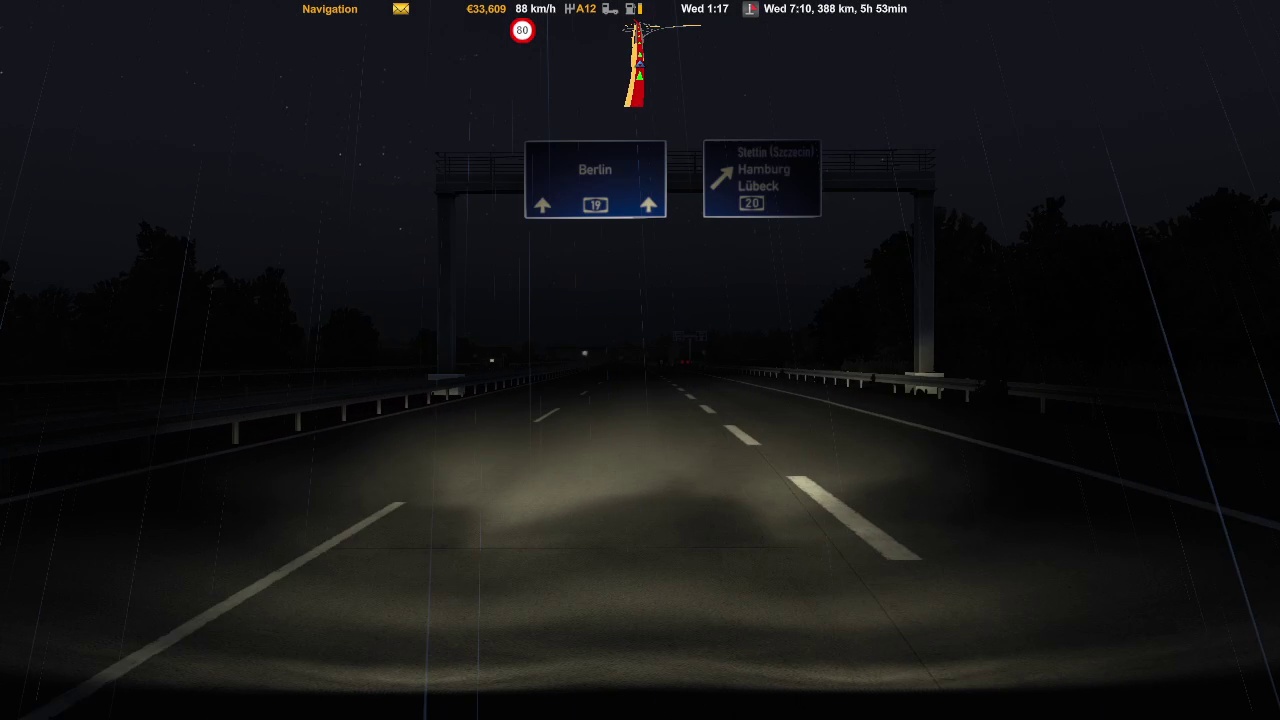 Navigation
€33,609 88 km/h A12
Wed 1:17
Wed 7:10, 388 km, 5h 53min
80
Berlin
19
Stettin (Szczecin)
Hamburg
Lübeck
20